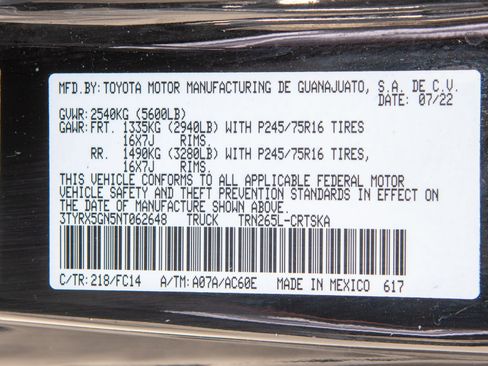 MFD.BY:TOYOTA MOTOR MANUFACTURING DE GUANAJUATO, S.A. DE C.V.
DATE: 07/22
GVWR:2540KG (5600LB)
GAWR:FRT. 1335KG (2940LB) WITH P245/75R16 TIRES
16X7J RIMS.
RR. 1490KG (3280LB) WITH P245/75R16 TIRES,
16X7J RIMS.
THIS VEHICLE CONFORMS TO ALL APPLICABLE FEDERAL MOTOR
VEHICLE SAFETY AND THEFT PREVENTION STANDARDS IN EFFECT ON
THE DATE OF MANUFACTURE SHOWN ABOVE.
3TYRX5GN5NT062648 TRUCK TRN265L-CRTSKA
C/TR:218/FC14 A/TM:A07A/AC60E MADE IN MEXICO 617